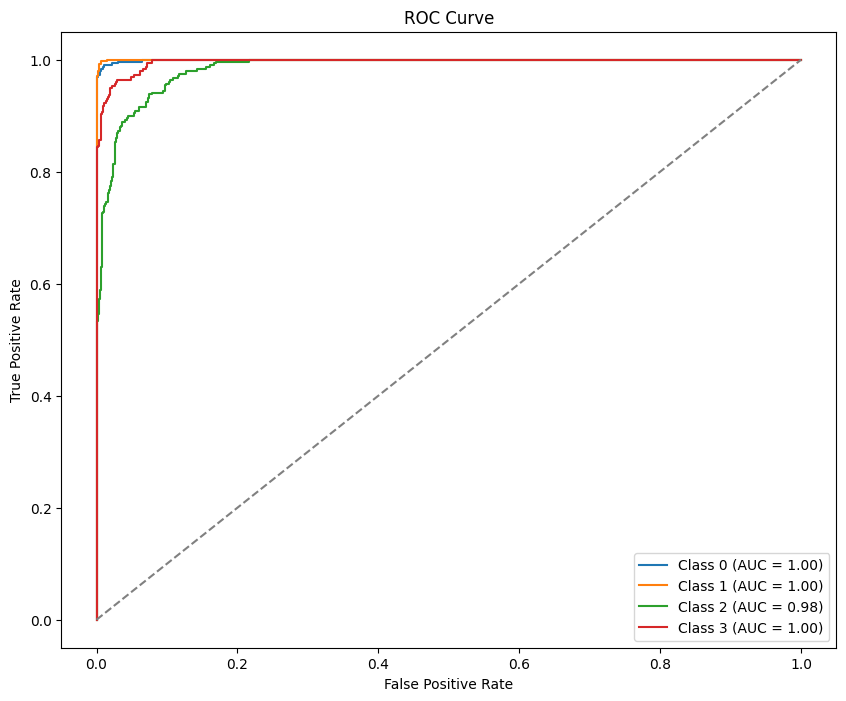 ROC Curve
True Positive Rate
1.0
0.8
0.6
0.4
0.2
0.0
0.0 0.2 0.4 0.6 0.8 1.0
False Positive Rate
Class 0 (AUC = 1.00)
Class 1 (AUC = 1.00)
Class 2 (AUC = 0.98)
Class 3 (AUC = 1.00)